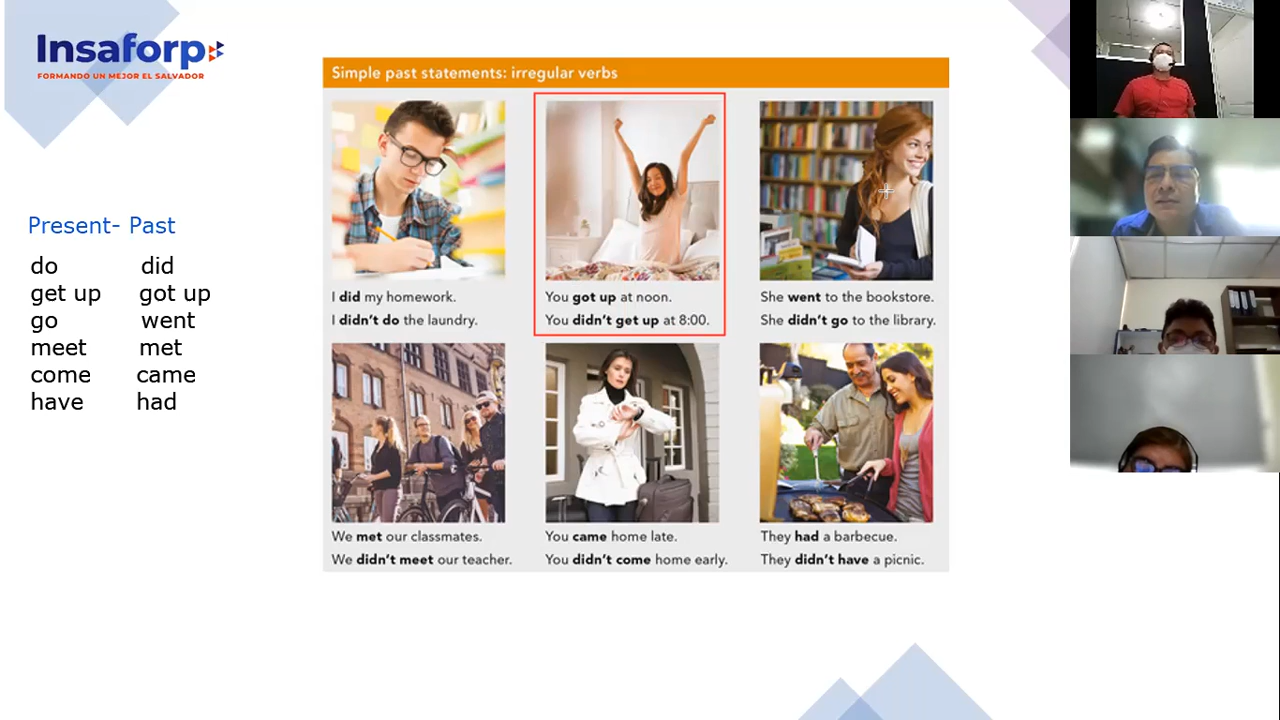 Insaforp
FORMANDO UN MEJOR EL SALVADOR
Present- Past
do did
get up got up
go went
meet met
come came
have had
Simple past statements: irregular verbs
I did my homework.
I didn't do the laundry.
You got up at noon.
You didn't get up at 8:00.
She went to the bookstore.
She didn't go to the library.
We met our classmates.
We didn't meet our teacher.
You came home late.
You didn't come home early.
They had a barbecue.
They didn't have a picnic.